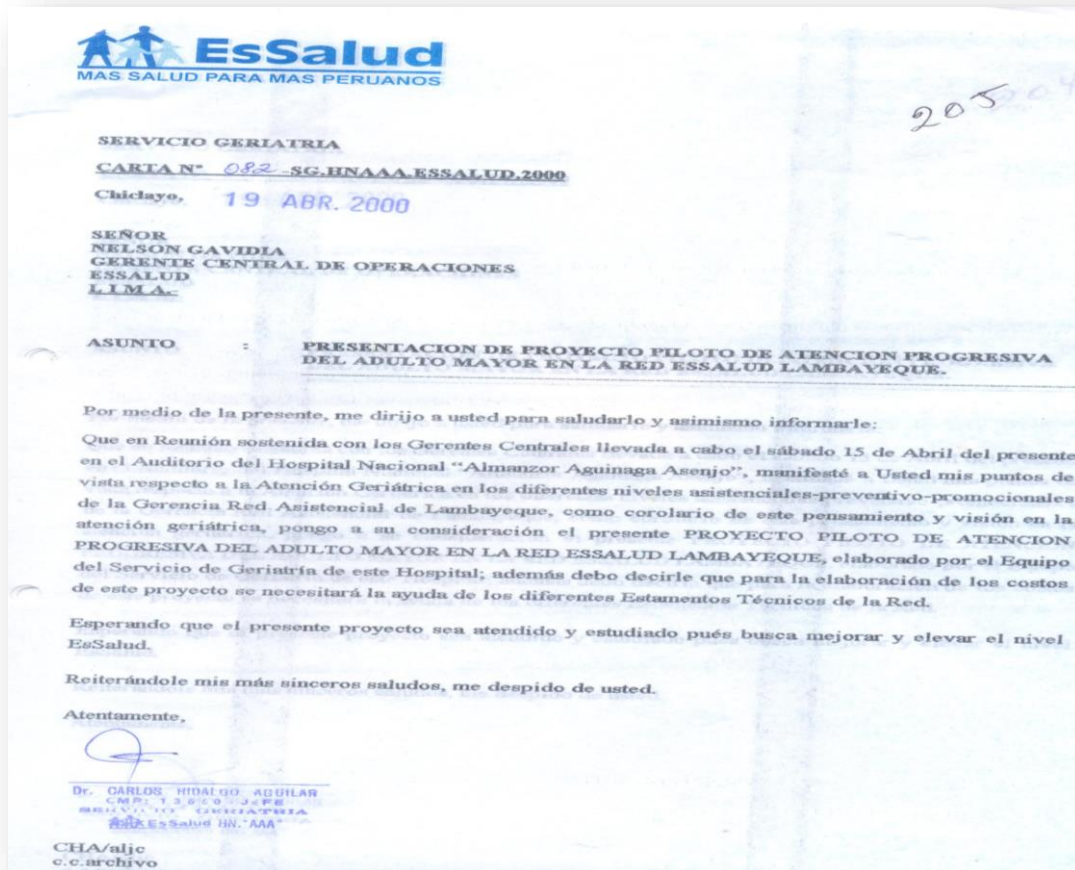 EsSalud
MAS SALUD PARA MAS PERUANOS
205
SERVICIO GERIATRIA
CARTA Nº 082-SG.HNAAA.ESSALUD.2000
Chiclayo, 19 ABR. 2000
SEÑOR
NELSON GAVIDIA
GERENTE CENTRAL DE OPERACIONES
ESSALUD
L I M A.-
ASUNTO : PRESENTACION DE PROYECTO PILOTO DE ATENCION PROGRESIVA
DEL ADULTO MAYOR EN LA RED ESSALUD LAMBAYEQUE.
Por medio de la presente, me dirijo a usted para saludarlo y asimismo informarle:
Que en Reunión sostenida con los Gerentes Centrales llevada a cabo el sábado 15 de Abril del presente
en el Auditorio del Hospital Nacional “Almanzor Aguinaga Asenjo”, manifesté a Usted mis puntos de
vista respecto a la Atención Geriátrica en los diferentes niveles asistenciales-preventivo-promocionales
de la Gerencia Red Asistencial de Lambayeque, como corolario de este pensamiento y visión en la
atención geriátrica, pongo a su consideración el presente PROYECTO PILOTO DE ATENCION
PROGRESIVA DEL ADULTO MAYOR EN LA RED ESSALUD LAMBAYEQUE, elaborado por el Equipo
del Servicio de Geriatría de este Hospital; además debo decirle que para la elaboración de los costos
de este proyecto se necesitará la ayuda de los diferentes Estamentos Técnicos de la Red.
Esperando que el presente proyecto sea atendido y estudiado pués busca mejorar y elevar el nivel
EsSalud.
Reiterándole mis más sinceros saludos, me despido de usted.
Atentamente,
Dr. CARLOS HIDALGO AGUILAR
CMP: JEFE
SERVICIO GERIATRIA
EsSalud HN."AAA"
CHA/aljc
c.c.archivo